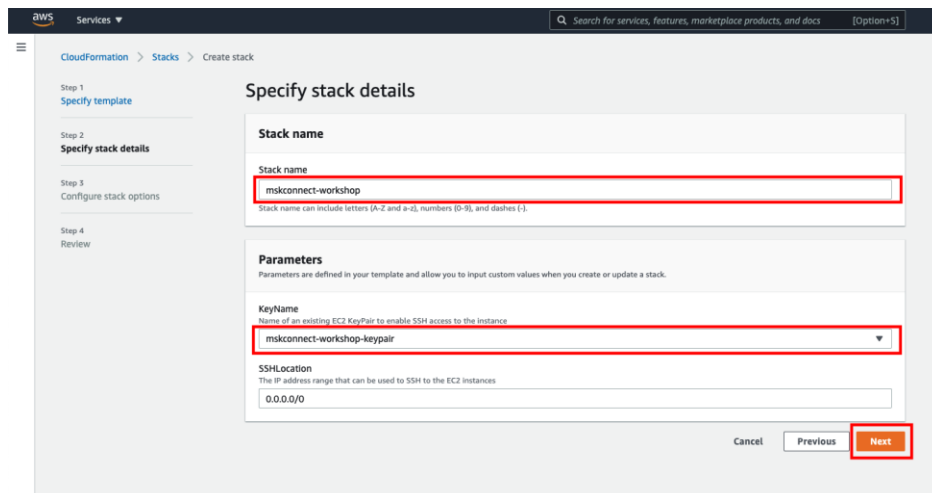 aws
Services ▼
Search for services, features, marketplace products, and docs [Option+S]
CloudFormation > Stacks > Create stack
Step 1
Specify template
Step 2
Specify stack details
Step 3
Configure stack options
Step 4
Review
Specify stack details
Stack name
Stack name
mskconnect-workshop
Stack name can include letters (A-Z and a-z), numbers (0-9), and dashes (-).
Parameters
Parameters are defined in your template and allow you to input custom values when you create or update a stack.
KeyName
Name of an existing EC2 KeyPair to enable SSH access to the instance
mskconnect-workshop-keypair
SSHLocation
The IP address range that can be used to SSH to the EC2 instances
0.0.0.0/0
Cancel Previous Next